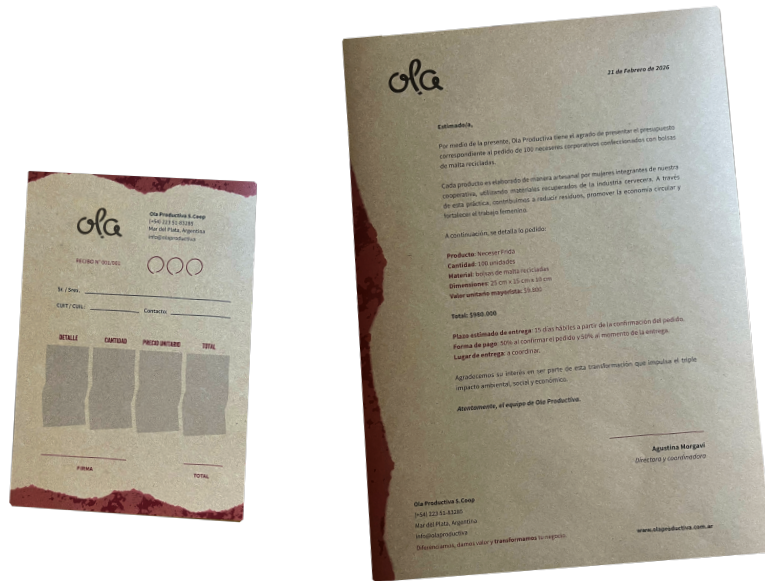 ola
Ola Productiva S.Coop
(+54) 223 51-83285
Mar del Plata, Argentina
info@olaproductiva
RECIBO N° 001/001
Sr. / Sres.:
CUIT / CUIL: Contacto:
DETALLE CANTIDAD PRECIO UNITARIO TOTAL
FIRMA
TOTAL
ola
21 de Febrero de 2026
Estimado/a,
Por medio de la presente, Ola Productiva tiene el agrado de presentar el presupuesto
correspondiente al pedido de 100 neceseres corporativos confeccionados con bolsas
de malta recicladas.
Cada producto es elaborado de manera artesanal por mujeres integrantes de nuestra
cooperativa, utilizando materiales recuperados de la industria cervecera. A través
de esta práctica, contribuimos a reducir residuos, promover la economía circular y
fortalecer el trabajo femenino.
A continuación, se detalla lo pedido:
Producto: Neceser Frida
Cantidad: 100 unidades
Material: bolsas de malta recicladas
Dimensiones: 25 cm x 15 cm x 10 cm
Valor unitario mayorista: $9.800
Total: $980.000
Plazo estimado de entrega: 15 días hábiles a partir de la confirmación del pedido.
Forma de pago: 50% al confirmar el pedido y 50% al momento de la entrega.
Lugar de entrega: a coordinar.
Agradecemos su interés en ser parte de esta transformación que impulsa el triple
impacto ambiental, social y económico.
Atentamente, el equipo de Ola Productiva.
Agustina Morgavi
Directora y coordinadora
Ola Productiva S.Coop
(+54) 223 51-83285
Mar del Plata, Argentina
info@olaproductiva
Diferenciamos, damos valor y transformamos tu negocio.
www.olaproductiva.com.ar